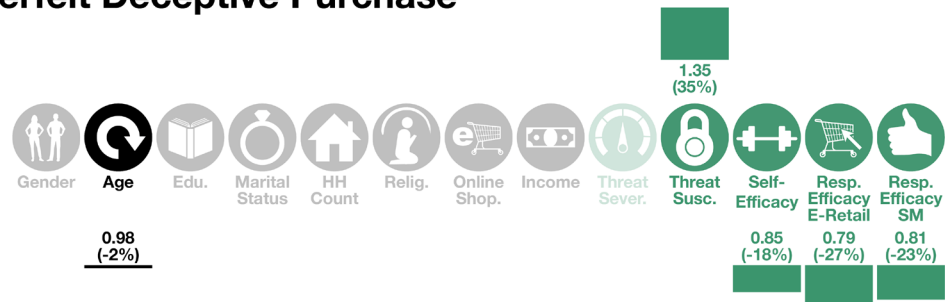 Deceptive Purchase
1.35
(35%)
e
Gender
Age
Edu.
Marital
Status
HH
Count
Relig.
Online
Shop.
Income
Threat
Sever.
Threat
Susc.
Self-
Efficacy
Resp.
Efficacy
E-Retail
Resp.
Efficacy
SM
0.98
(-2%)
0.85
(-18%)
0.79
(-27%)
0.81
(-23%)